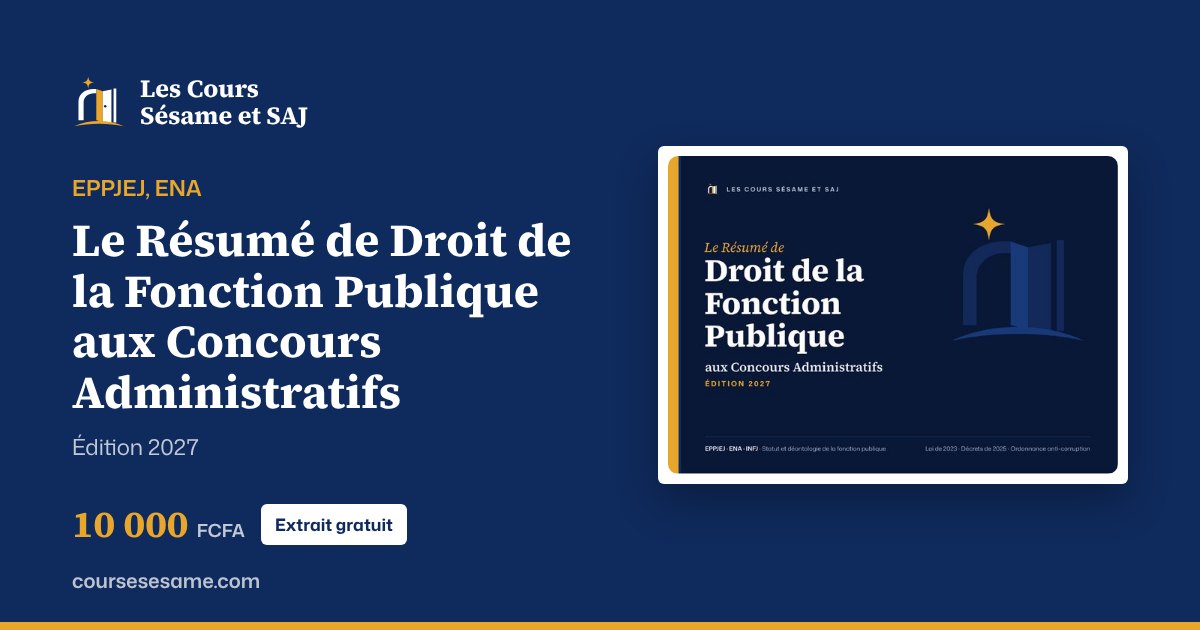 Les Cours
Sésame et SAJ
EPPJEJ, ENA
Le Résumé de Droit de
la Fonction Publique
aux Concours
Administratifs
Édition 2027
10 000 FCFA
Extrait gratuit
coursesesame.com
LES COURS SÉSAME ET SAJ
Le Résumé de
Droit de la
Fonction
Publique
aux Concours Administratifs
ÉDITION 2027
EPPJEJ · ENA · INFJ · Statut et déontologie de la fonction publique
Loi de 2023 · Décrets de 2025 · Ordonnance anti-corruption